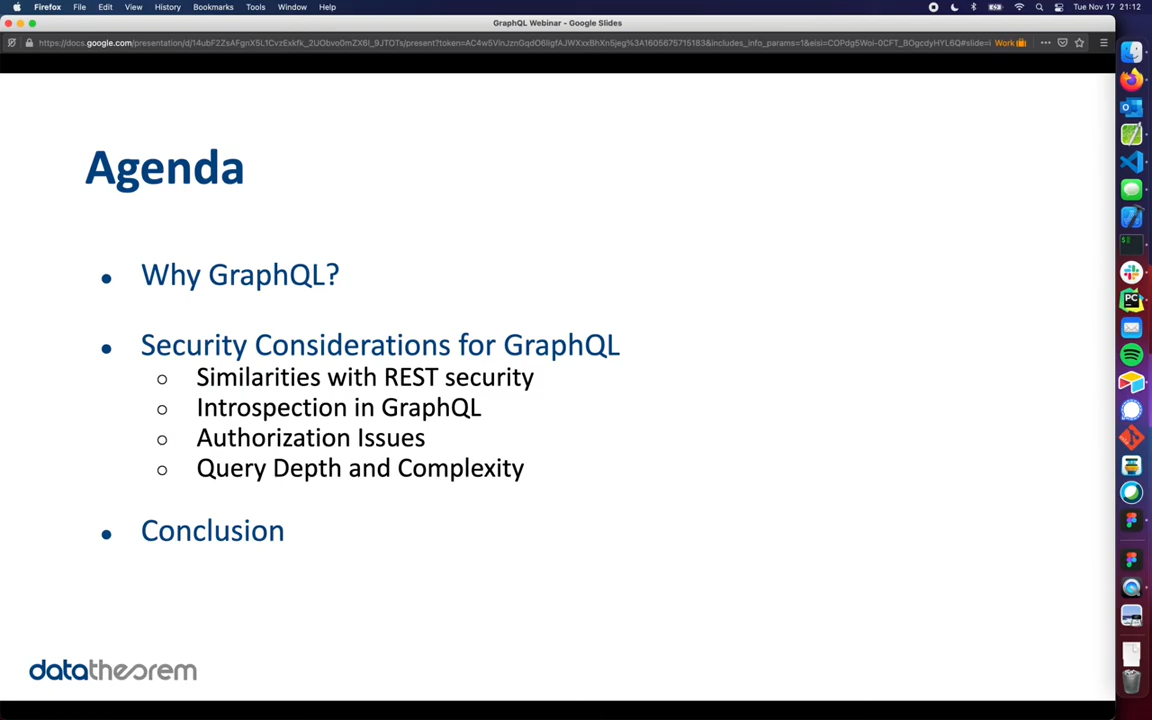 Firefox File Edit View History Bookmarks Tools Window Help Tue Nov 17 21:12
GraphQL Webinar - Google Slides
Work
Agenda
• Why GraphQL?
• Security Considerations for GraphQL
○ Similarities with REST security
○ Introspection in GraphQL
○ Authorization Issues
○ Query Depth and Complexity
• Conclusion
datatheorem